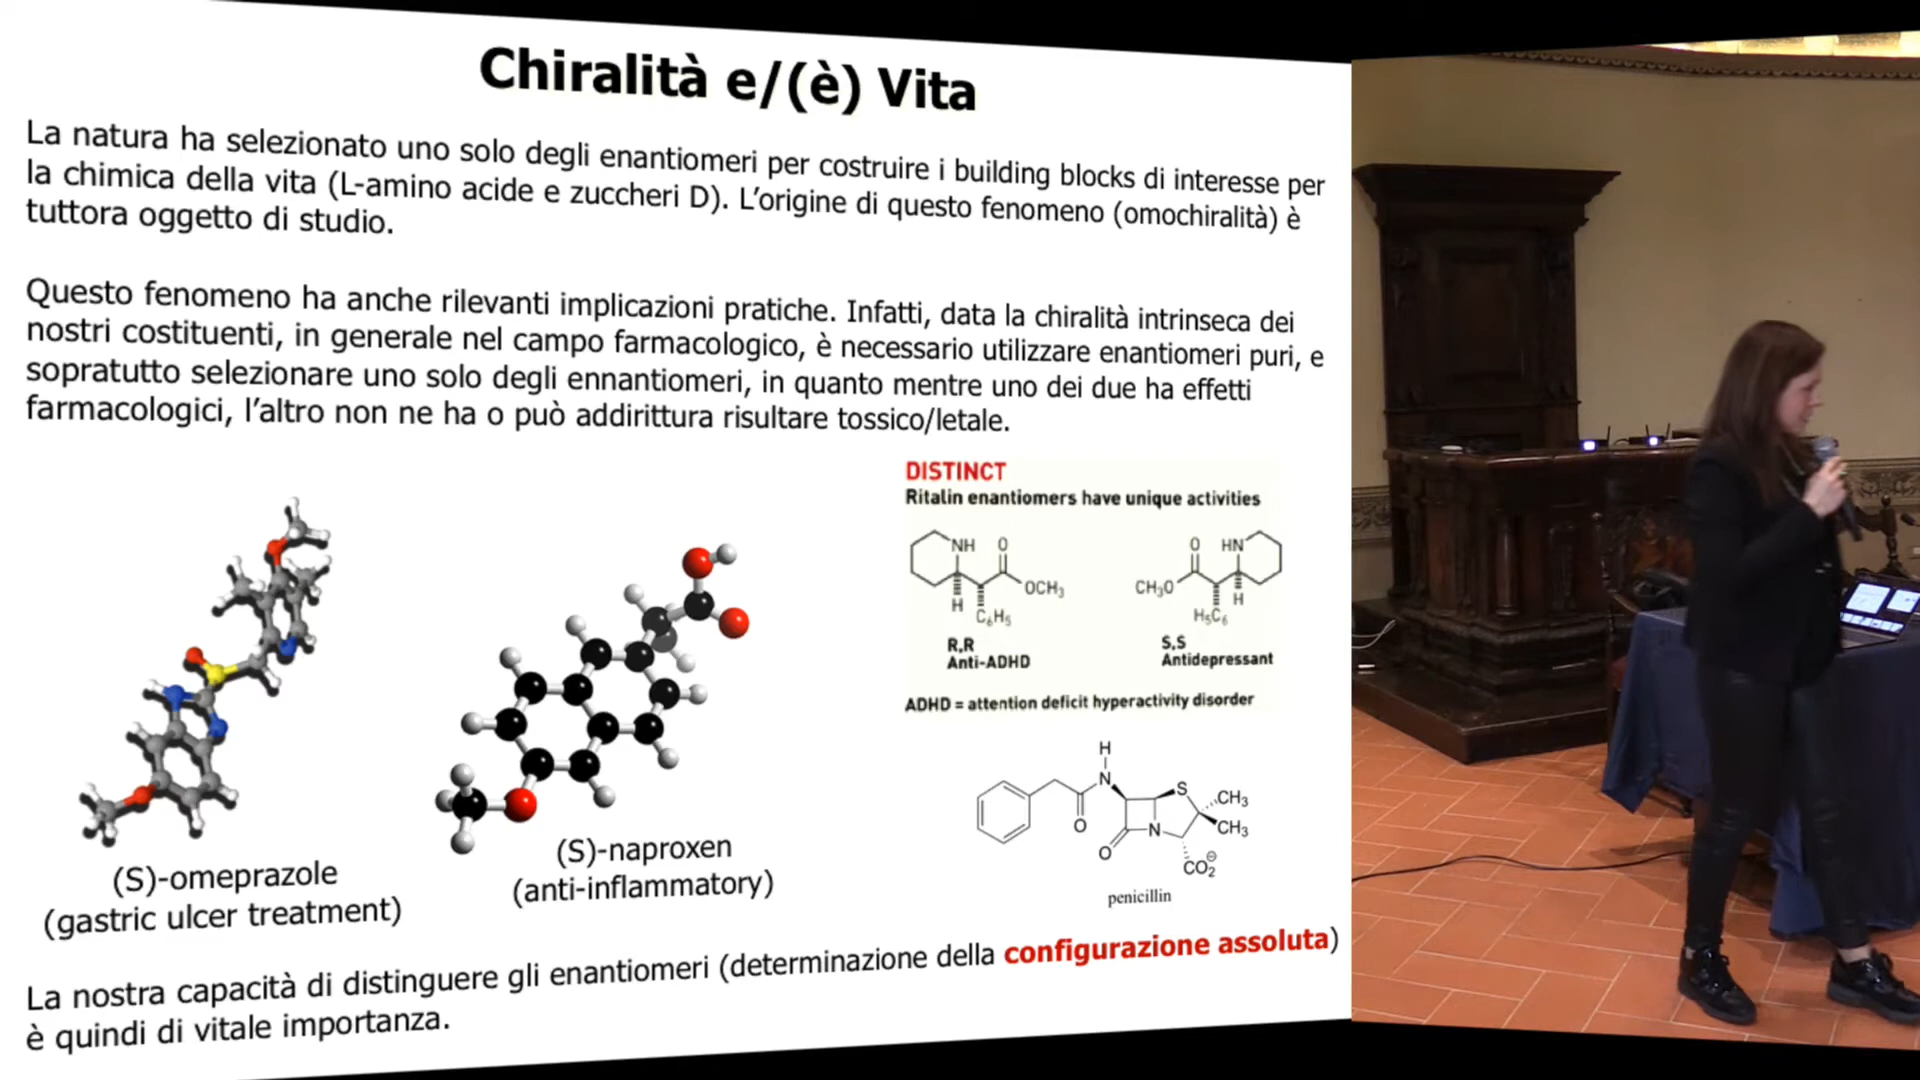 Chiralità e/(è) Vita
La natura ha selezionato uno solo degli enantiomeri per costruire i building blocks di interesse per
la chimica della vita (L-amino acide e zuccheri D). L'origine di questo fenomeno (omochiralità) è
tuttora oggetto di studio.
Questo fenomeno ha anche rilevanti implicazioni pratiche. Infatti, data la chiralità intrinseca dei
nostri costituenti, in generale nel campo farmacologico, è necessario utilizzare enantiomeri puri, e
sopratutto selezionare uno solo degli ennantiomeri, in quanto mentre uno dei due ha effetti
farmacologici, l'altro non ne ha o può addirittura risultare tossico/letale.
DISTINCT
Ritalin enantiomers have unique activities
NH O
OCH₃
H
C₆H₅
R,R
Anti-ADHD
O HN
CH₃O
H
H₅C₆
S,S
Antidepressant
ADHD = attention deficit hyperactivity disorder
H
N
S
CH₃
CH₃
O
N
O
CO₂⊖
penicillin
(S)-omeprazole
(gastric ulcer treatment)
(S)-naproxen
(anti-inflammatory)
La nostra capacità di distinguere gli enantiomeri (determinazione della configurazione assoluta)
è quindi di vitale importanza.